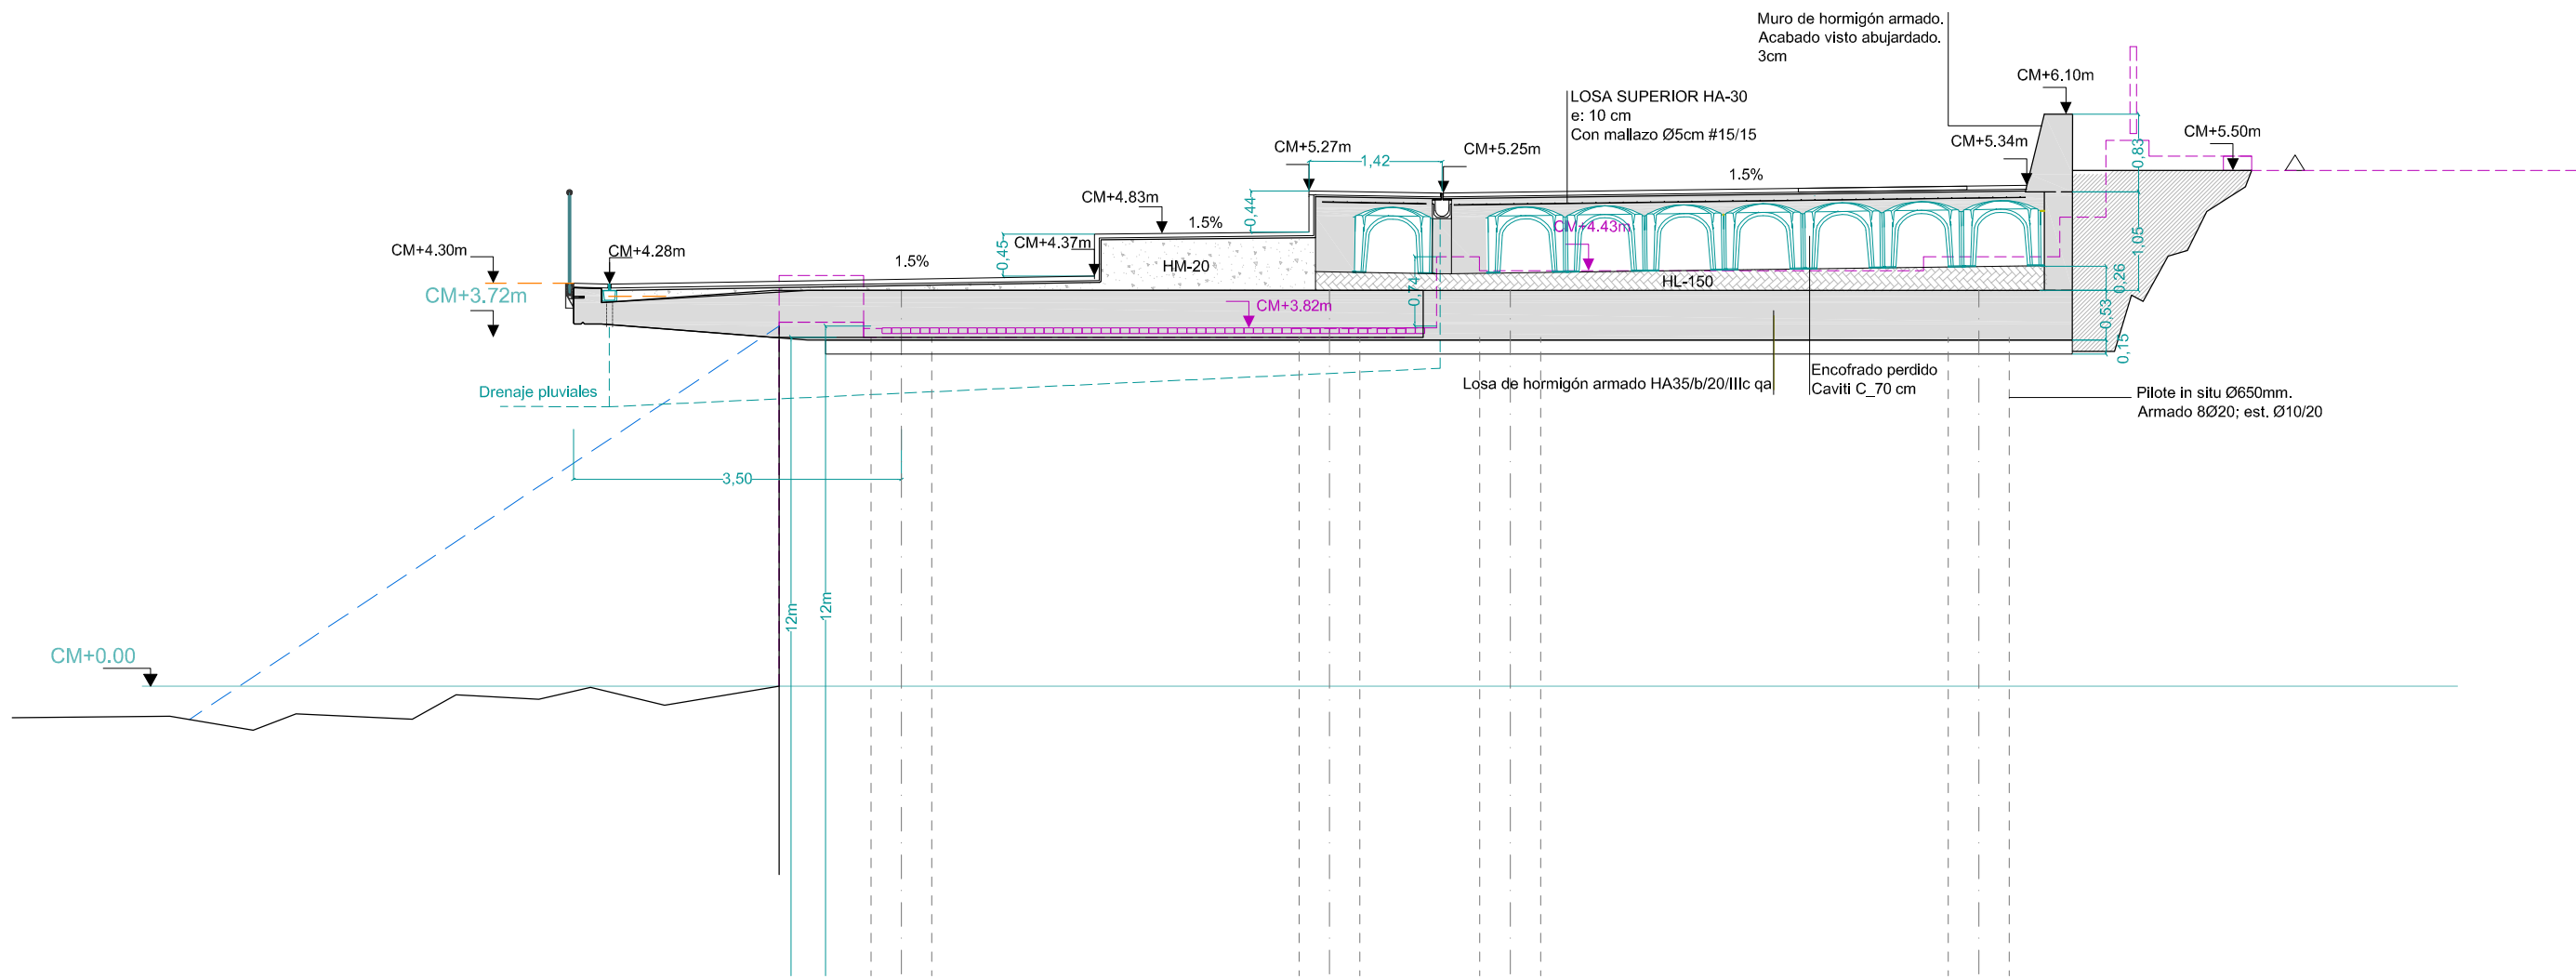 Muro de hormigón armado.
Acabado visto abujardado.
3cm
CM+6.10m
LOSA SUPERIOR HA-30
e: 10 cm
Con mallazo Ø5cm #15/15
CM+5.50m
CM+5.34m
0,83
CM+5.27m
1,42
CM+5.25m
1.5%
CM+4.83m
1.5%
0,44
CM+4.43m
CM+4.30m
CM+4.28m
CM+4.37m
0,45
1.5%
HM-20
1,05
CM+3.72m
HL-150
0,26
0,74
CM+3.82m
0,53
0,15
Drenaje pluviales
Losa de hormigón armado HA35/b/20/IIIc qa
Encofrado perdido
Caviti C_70 cm
Pilote in situ Ø650mm.
Armado 8Ø20; est. Ø10/20
3,50
12m
12m
CM+0.00